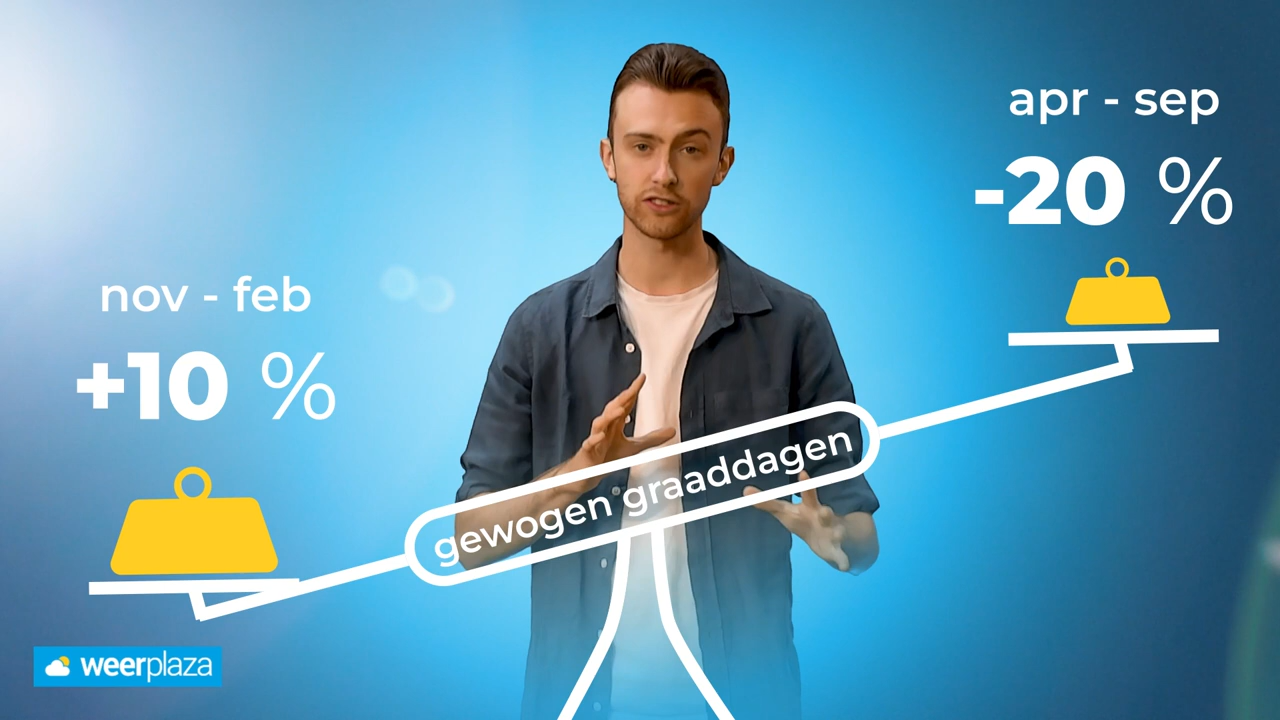 apr - sep
-20 %
nov - feb
+10 %
gewogen graaddagen
weerplaza